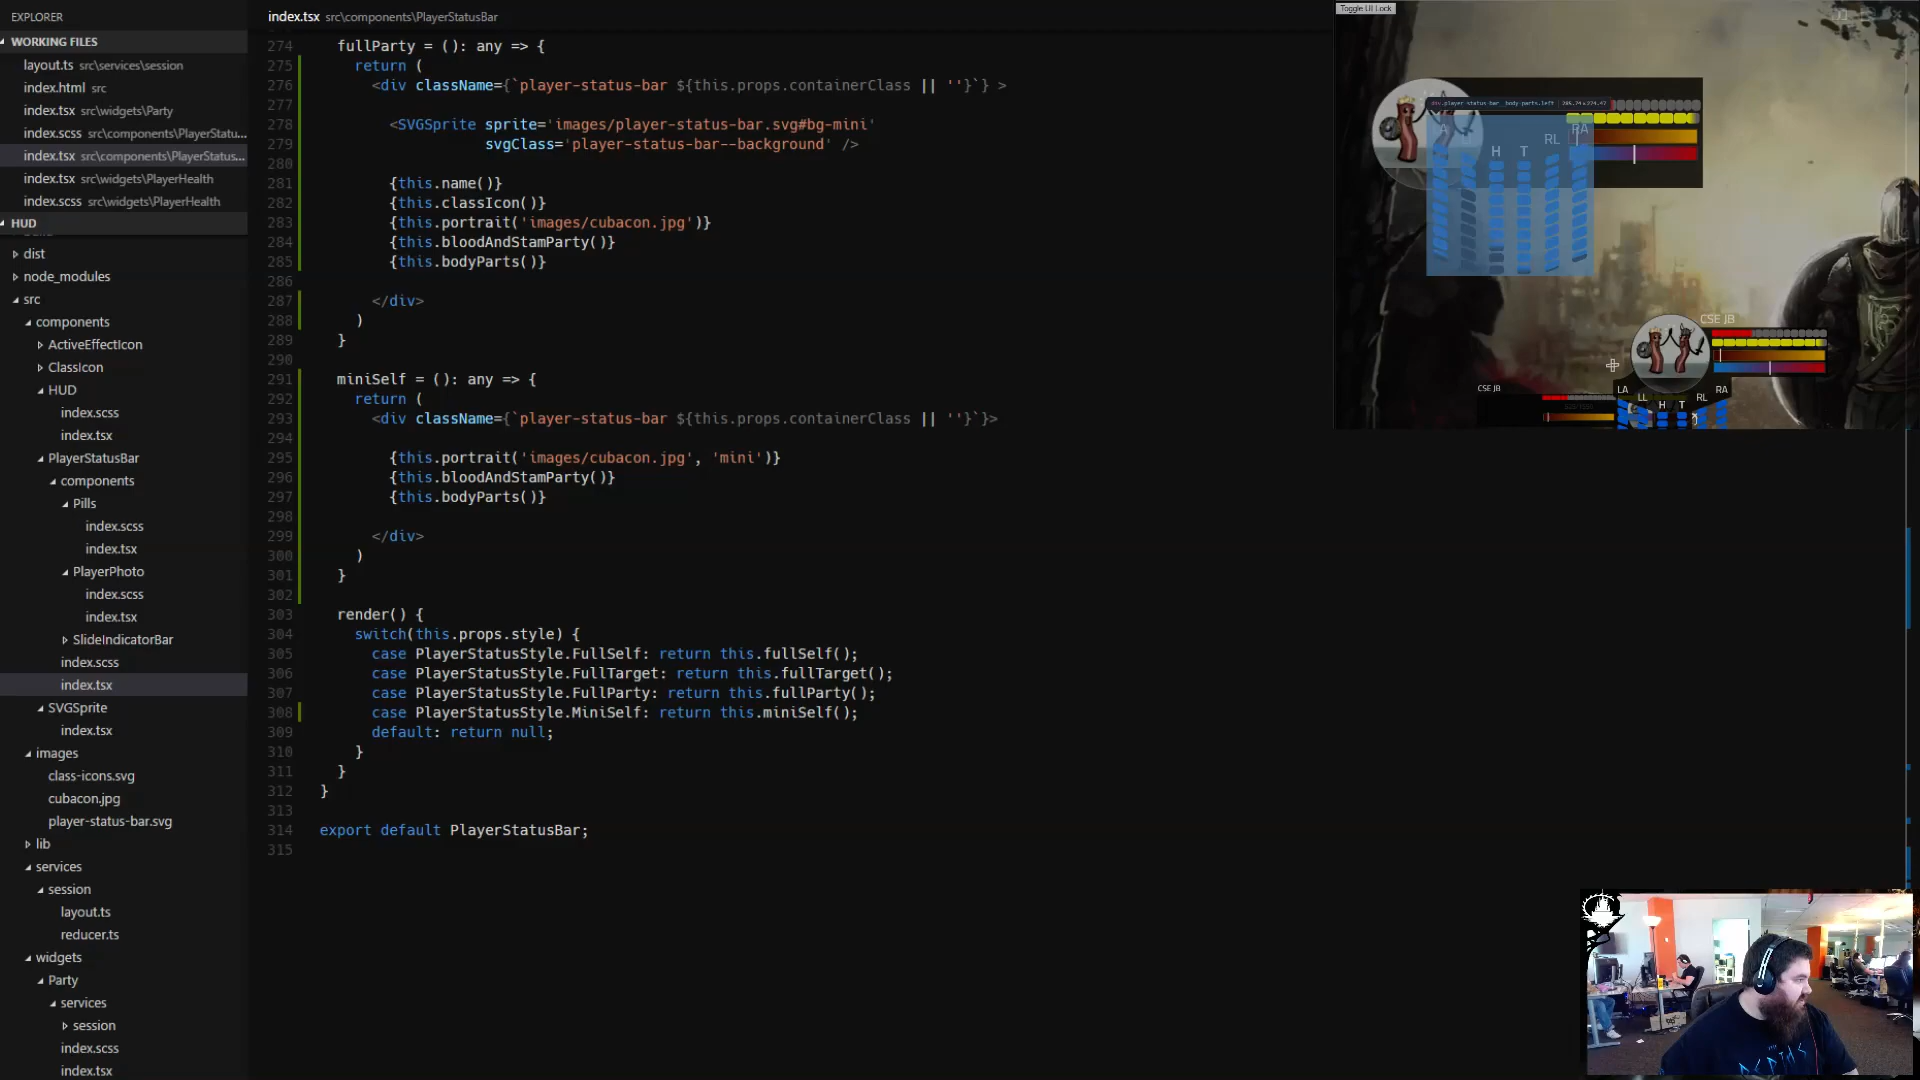 EXPLORER
WORKING FILES
layout.ts src\services\session
index.html src
index.tsx src\widgets\Party
index.scss src\components\PlayerStatu...
index.tsx src\components\PlayerStatus...
index.tsx src\widgets\PlayerHealth
index.scss src\widgets\PlayerHealth
HUD
dist
node_modules
src
components
ActiveEffectIcon
ClassIcon
HUD
index.scss
index.tsx
PlayerStatusBar
components
Pills
index.scss
index.tsx
PlayerPhoto
index.scss
index.tsx
SlideIndicatorBar
index.scss
index.tsx
SVGSprite
index.tsx
images
class-icons.svg
cubacon.jpg
player-status-bar.svg
lib
services
session
layout.ts
reducer.ts
widgets
Party
services
session
index.scss
index.tsx
index.tsx src\components\PlayerStatusBar
274 fullParty = (): any => {
275 return (
276 <div className={`player-status-bar ${this.props.containerClass || ''}`} >
277
278 <SVGSprite sprite='images/player-status-bar.svg#bg-mini'
279 svgClass='player-status-bar--background' />
280
281 {this.name()}
282 {this.classIcon()}
283 {this.portrait('images/cubacon.jpg')}
284 {this.bloodAndStamParty()}
285 {this.bodyParts()}
286
287 </div>
288 )
289 }
290
291 miniSelf = (): any => {
292 return (
293 <div className={`player-status-bar ${this.props.containerClass || ''}`}>
294
295 {this.portrait('images/cubacon.jpg', 'mini')}
296 {this.bloodAndStamParty()}
297 {this.bodyParts()}
298
299 </div>
300 )
301 }
302
303 render() {
304 switch(this.props.style) {
305 case PlayerStatusStyle.FullSelf: return this.fullSelf();
306 case PlayerStatusStyle.FullTarget: return this.fullTarget();
307 case PlayerStatusStyle.FullParty: return this.fullParty();
308 case PlayerStatusStyle.MiniSelf: return this.miniSelf();
309 default: return null;
310 }
311 }
312 }
313
314 export default PlayerStatusBar;
315
Toggle UI Lock
div.player-status-bar__body-parts.left
LA RL RA
H T
CSE JB
CSE JB
LA LL H T RL RA